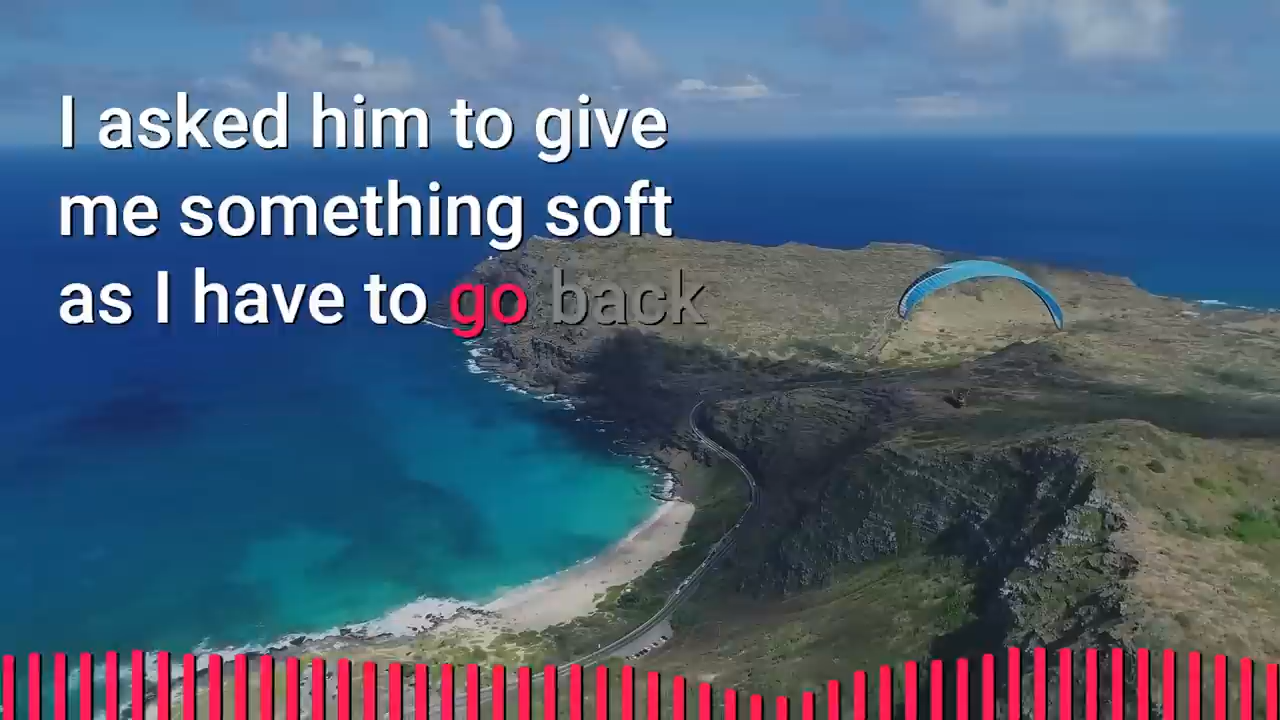 I asked him to give
me something soft
as I have to go back